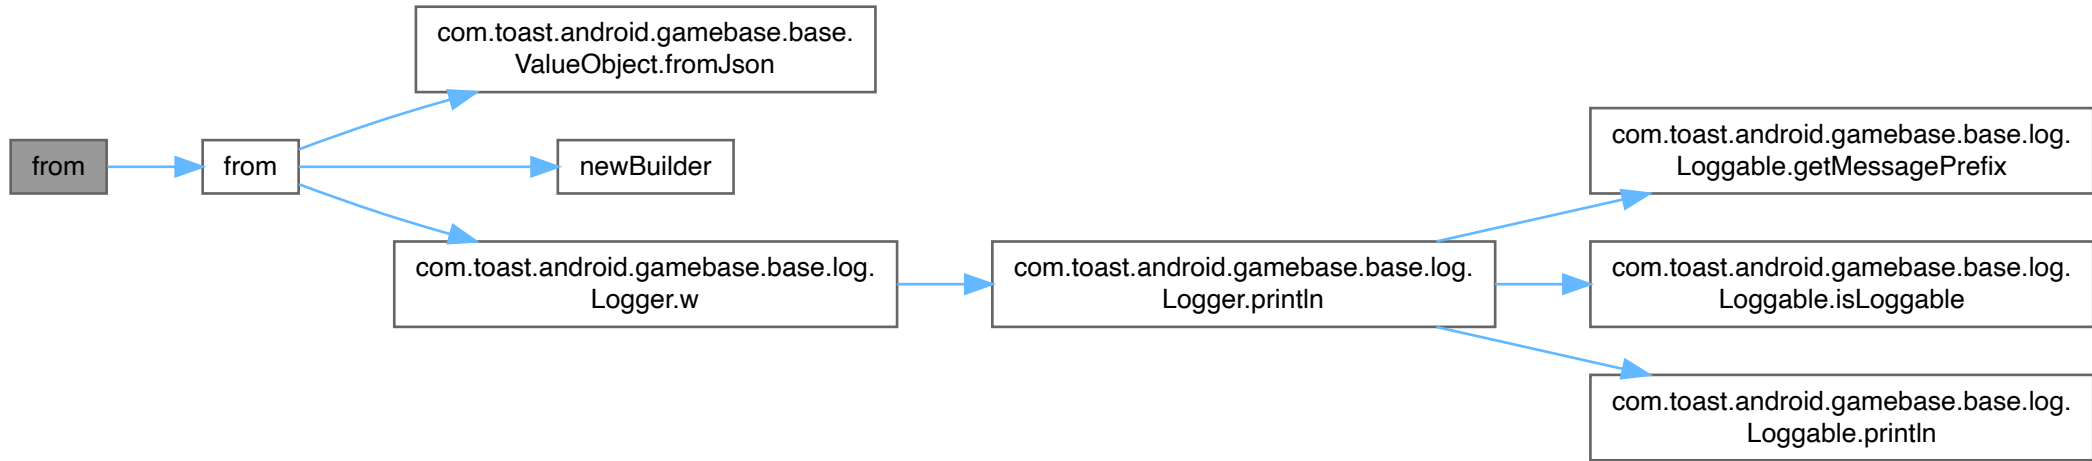 from
from
com.toast.android.gamebase.base.
ValueObject.fromJson
newBuilder
com.toast.android.gamebase.base.log.
Logger.w
com.toast.android.gamebase.base.log.
Logger.println
com.toast.android.gamebase.base.log.
Loggable.getMessagePrefix
com.toast.android.gamebase.base.log.
Loggable.isLoggable
com.toast.android.gamebase.base.log.
Loggable.println